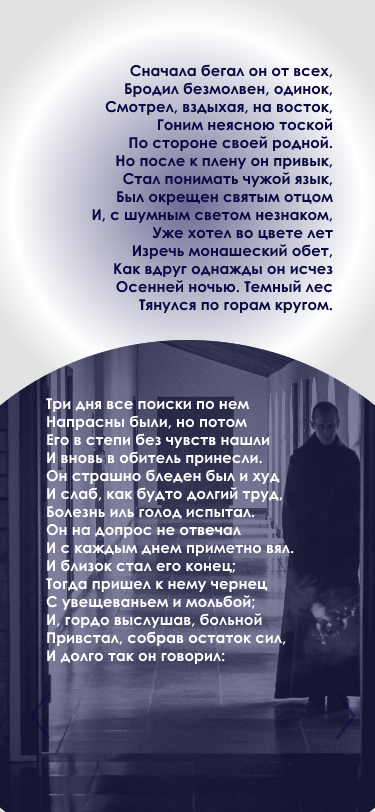 Сначала бегал он от всех,
Бродил безмолвен, одинок,
Смотрел, вздыхая, на восток,
Гоним неясною тоской
По стороне своей родной.
Но после к плену он привык,
Стал понимать чужой язык,
Был окрещен святым отцом
И, с шумным светом незнаком,
Уже хотел во цвете лет
Изречь монашеский обет,
Как вдруг однажды он исчез
Осенней ночью. Темный лес
Тянулся по горам кругом.
Три дня все поиски по нем
Напрасны были, но потом
Его в степи без чувств нашли
И вновь в обитель принесли.
Он страшно бледен был и худ
И слаб, как будто долгий труд,
Болезнь иль голод испытал.
Он на допрос не отвечал
И с каждым днем приметно вял.
И близок стал его конец;
Тогда пришел к нему чернец
С увещеваньем и мольбой;
И, гордо выслушав, больной
Привстал, собрав остаток сил,
И долго так он говорил: